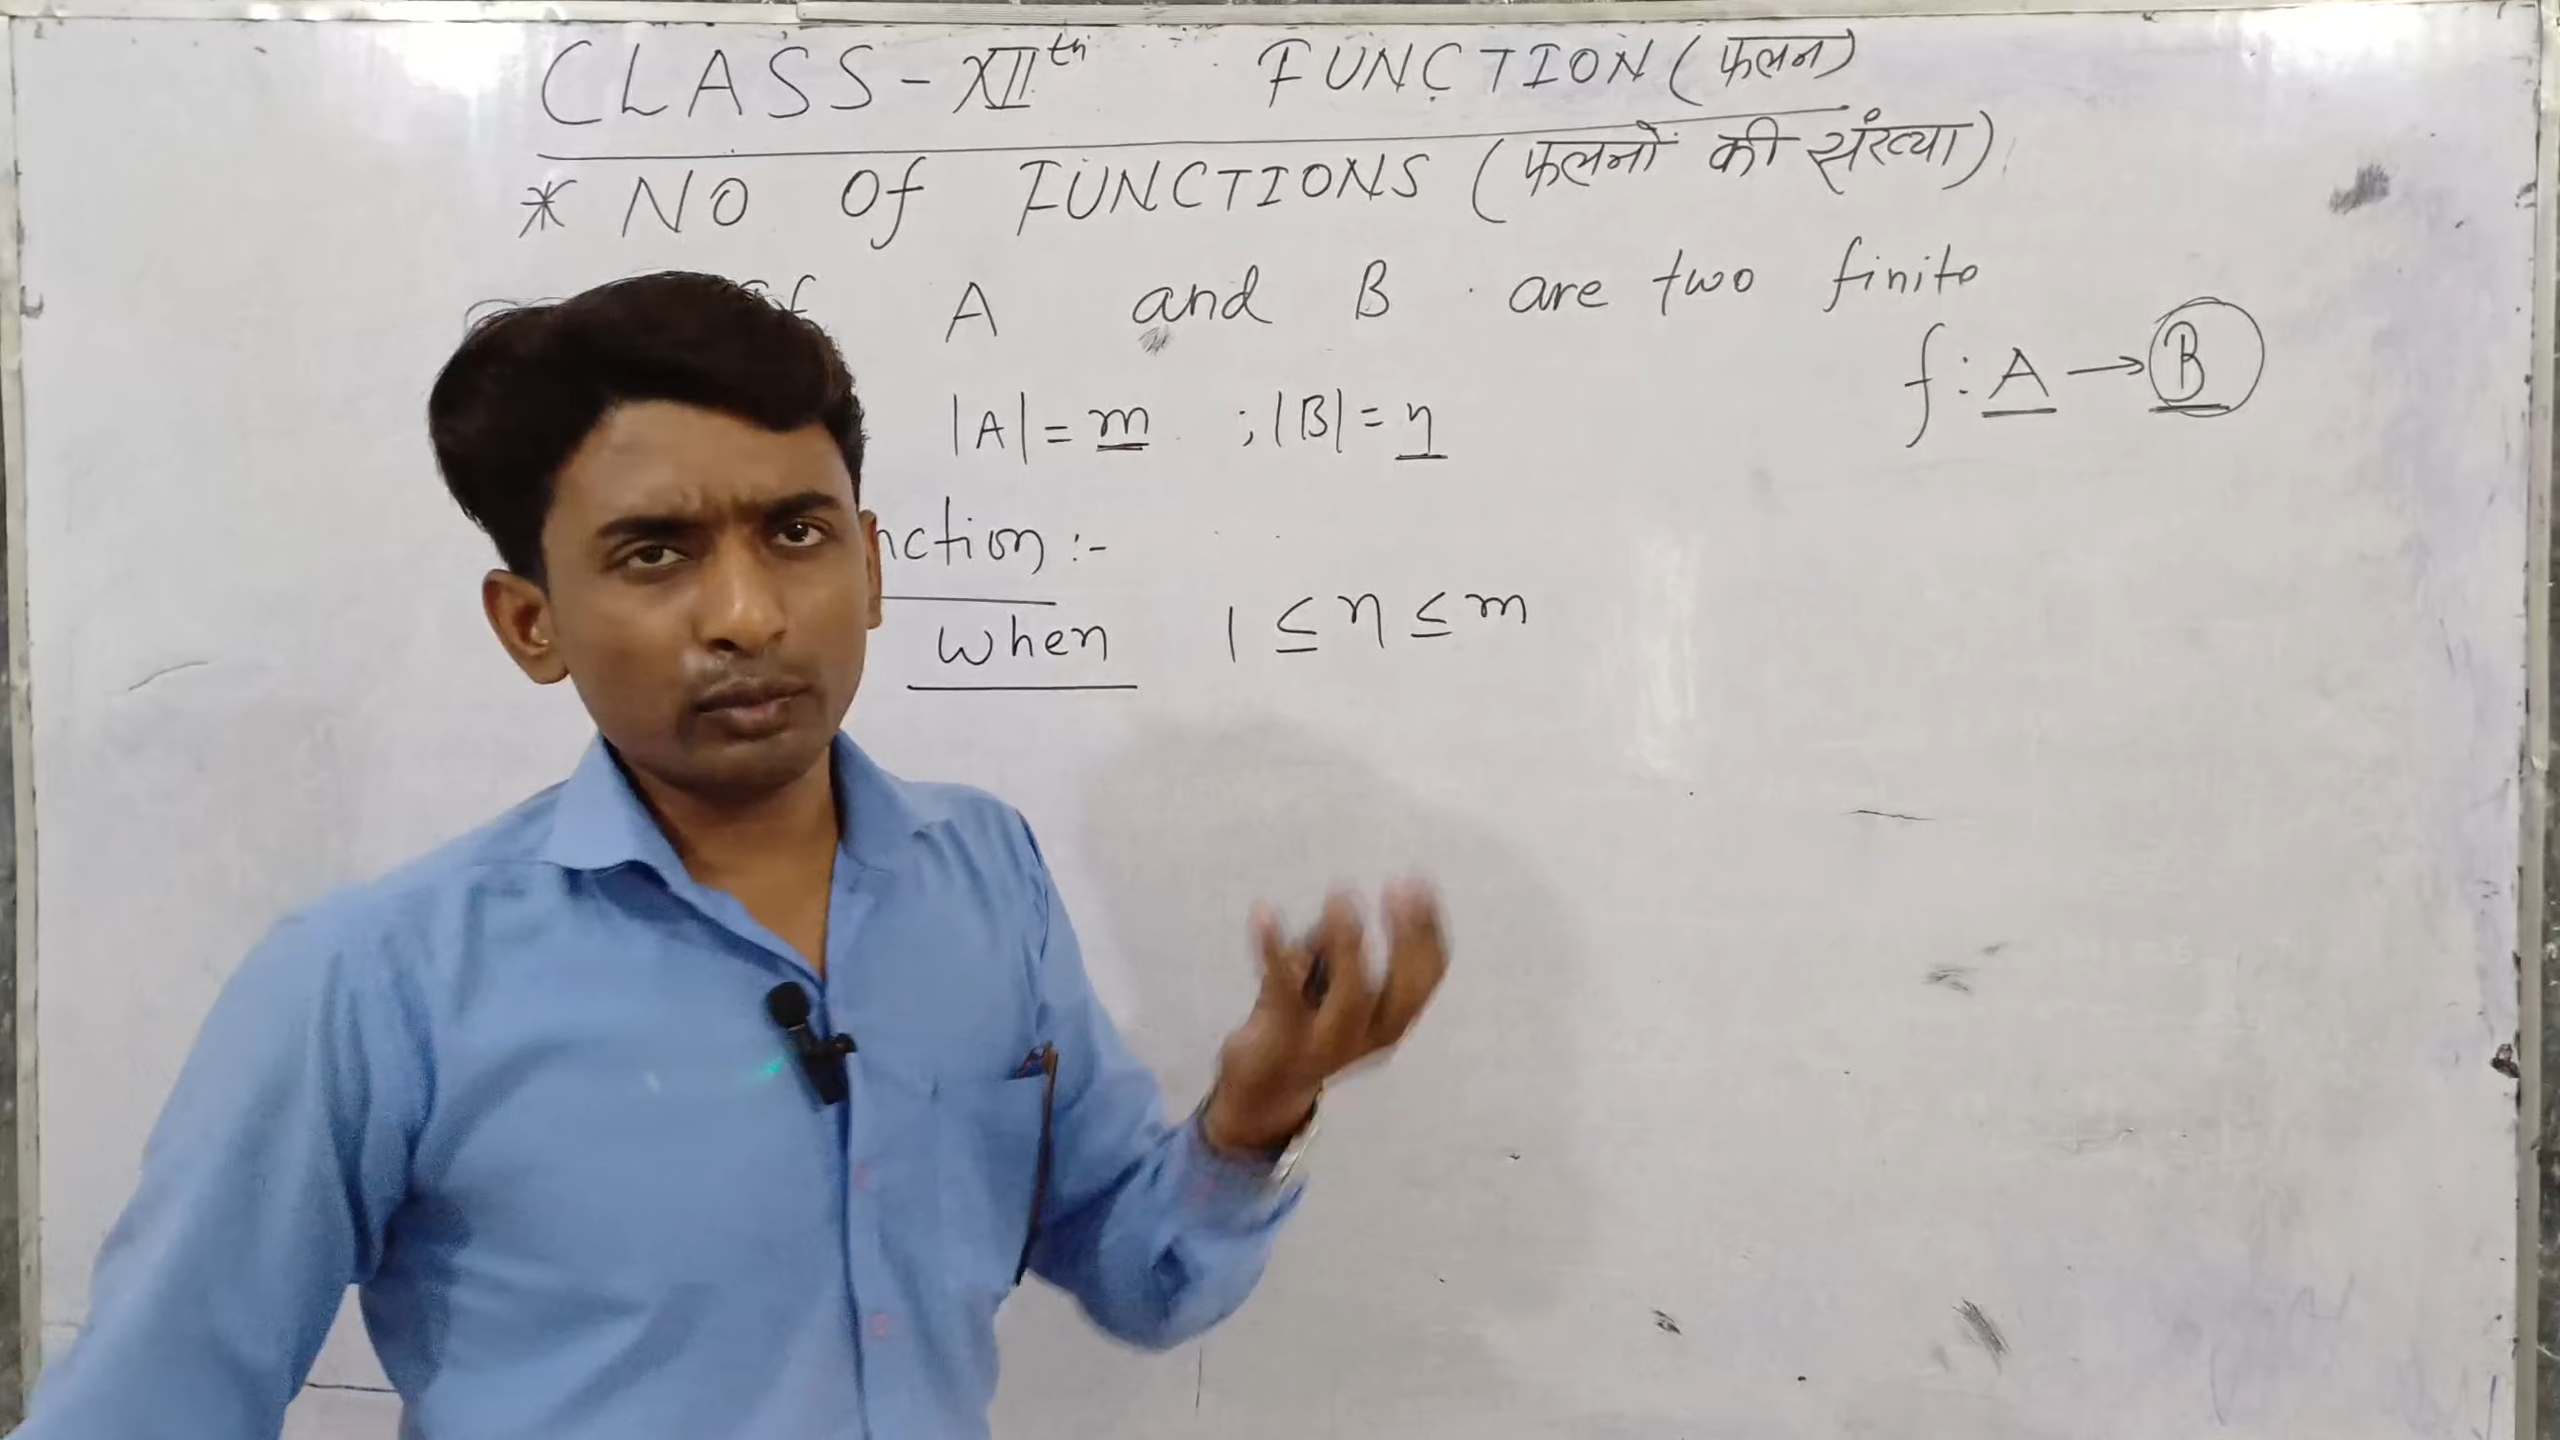 CLASS-XIIth FUNCTION (फलन)
* NO Of FUNCTIONS (फलनों की संख्या)
A and B are two finite
f: A → B
|A| = m ; |B| = n
nction :-
when 1 ≤ n ≤ m